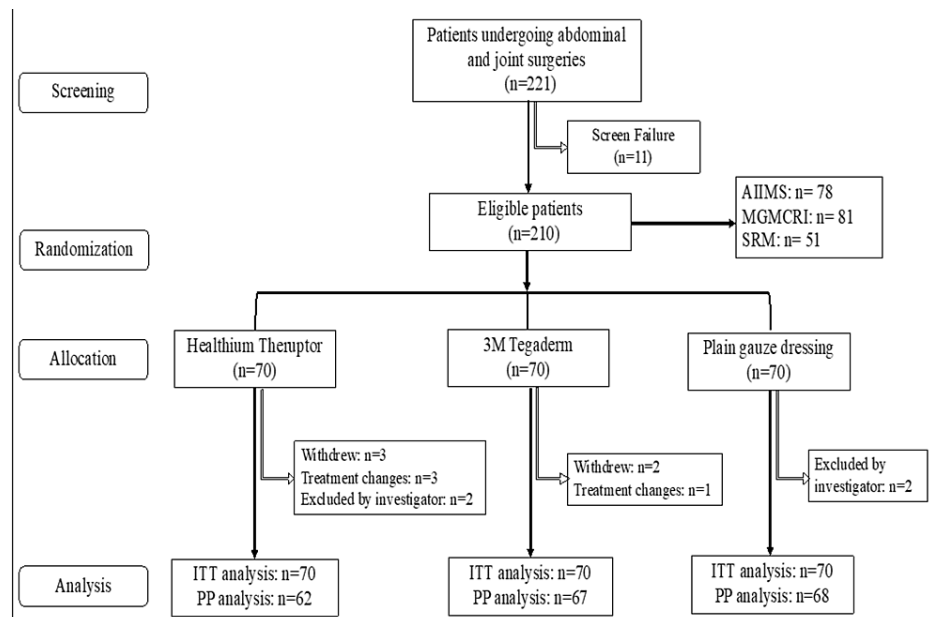 Patients undergoing abdominal
and joint surgeries
(n=221)
Screening
Screen Failure
(n=11)
Eligible patients
(n=210)
AIIMS: n= 78
MGMCRI: n= 81
SRM: n= 51
Randomization
Allocation
Healthium Theruptor
(n=70)
3M Tegaderm
(n=70)
Plain gauze dressing
(n=70)
Withdrew: n=3
Treatment changes: n=3
Excluded by investigator: n=2
Withdrew: n=2
Treatment changes: n=1
Excluded by
investigator: n=2
Analysis
ITT analysis: n=70
PP analysis: n=62
ITT analysis: n=70
PP analysis: n=67
ITT analysis: n=70
PP analysis: n=68